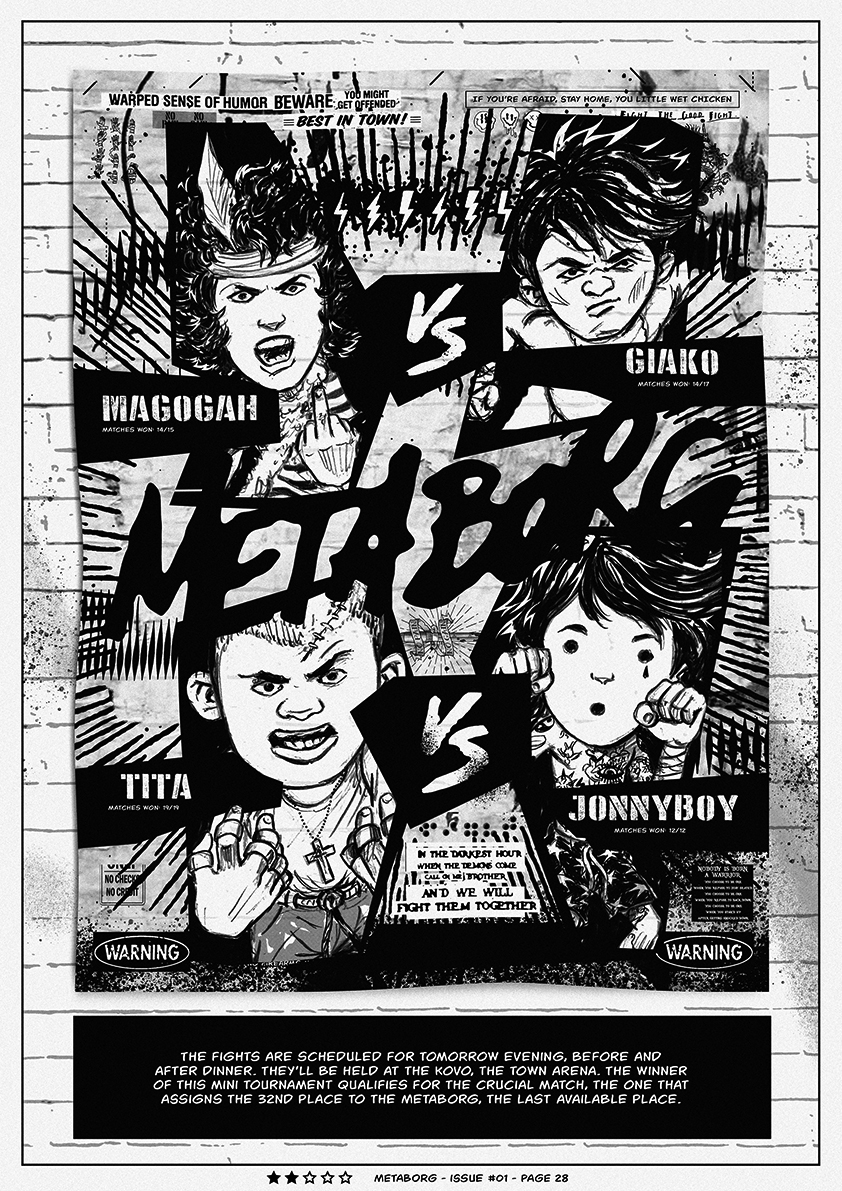 WARPED SENSE OF HUMOR BEWARE YOU MIGHT GET OFFENDED
BEST IN TOWN!
IF YOU'RE AFRAID, STAY HOME, YOU LITTLE WET CHICKEN
FIGHT THE GOOD FIGHT
VS
GIAKO
MATCHES WON: 14/17
MAGOGAH
MATCHES WON: 14/15
METABORG
VS
TITA
MATCHES WON: 19/19
JONNYBOY
MATCHES WON: 12/12
IN THE DARKEST HOUR
WHEN THE DEMONS COME
CALL ON ME BROTHER
AND WE WILL
FIGHT THEM TOGETHER
NO CHECKS
NO CREDIT
NOBODY IS BORN
WARRIOR
WARNING
WARNING
THE FIGHTS ARE SCHEDULED FOR TOMORROW EVENING, BEFORE AND
AFTER DINNER. THEY'LL BE HELD AT THE KOVO, THE TOWN ARENA. THE WINNER
OF THIS MINI TOURNAMENT QUALIFIES FOR THE CRUCIAL MATCH, THE ONE THAT
ASSIGNS THE 32ND PLACE TO THE METABORG, THE LAST AVAILABLE PLACE.
METABORG - ISSUE #01 - PAGE 28